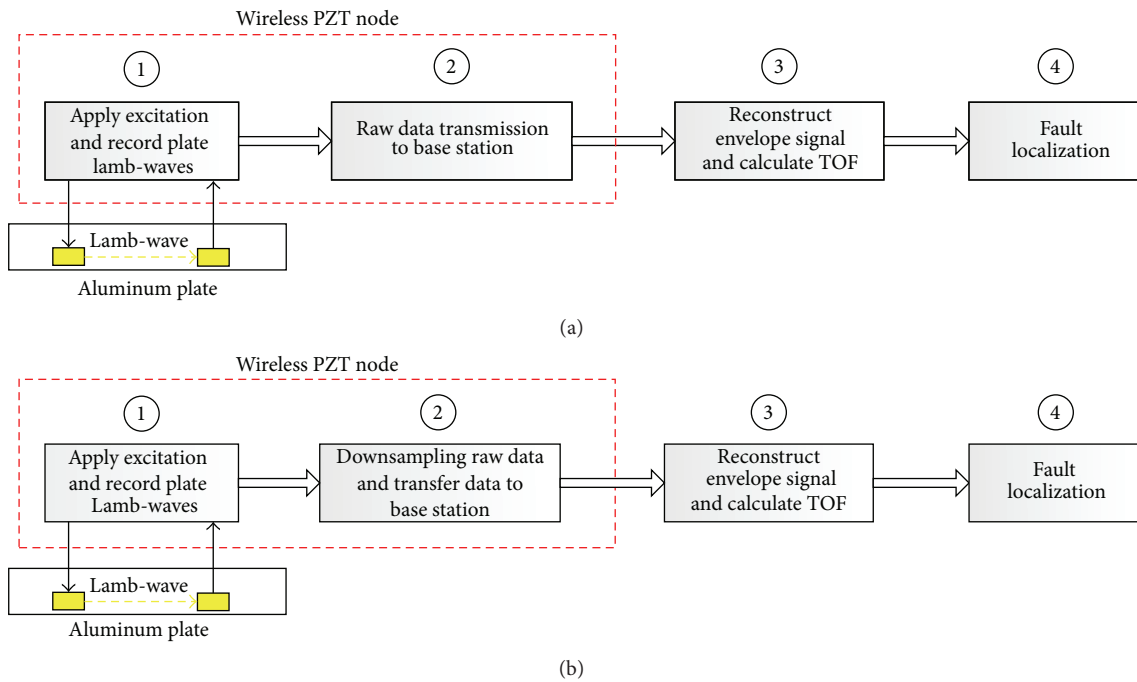 Wireless PZT node
1
2
3
4
Apply excitation
and record plate
lamb-waves
Raw data transmission
to base station
Reconstruct
envelope signal
and calculate TOF
Fault
localization
Lamb-wave
Aluminum plate
(a)
Wireless PZT node
1
2
3
4
Apply excitation
and record plate
Lamb-waves
Downsampling raw data
and transfer data to
base station
Reconstruct
envelope signal
and calculate TOF
Fault
localization
Lamb-wave
Aluminum plate
(b)